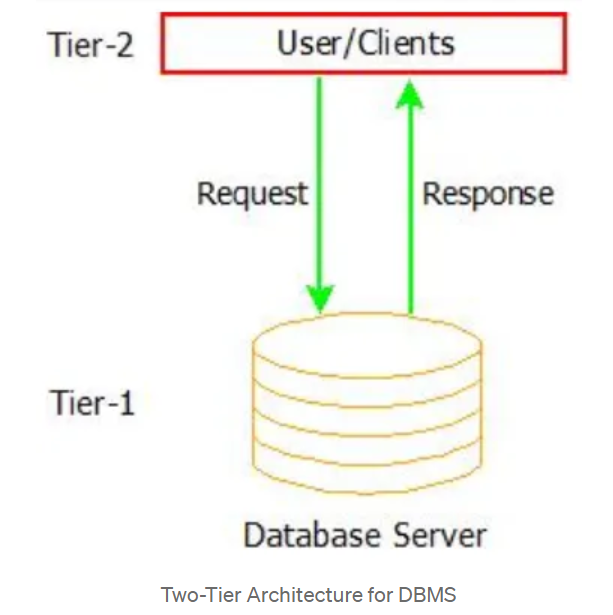 Tier-2
User/Clients
Request
Response
Tier-1
Database Server
Two-Tier Architecture for DBMS